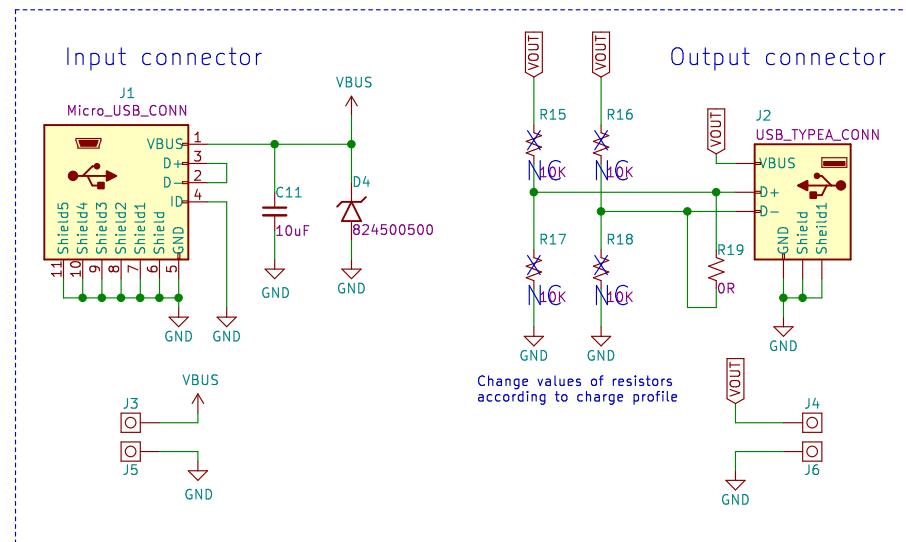 Input connector
Output connector
J1
Micro_USB_CONN
VBUS
VBUS
D+
D-
ID
1
3
2
4
Shield5
Shield4
Shield3
Shield2
Shield1
Shield
GND
11
10
9
8
7
6
5
GND
GND
C11
10uF
GND
D4
824500500
GND
VOUT
VOUT
R15
10K
NC
R16
10K
NC
R17
10K
NC
R18
10K
NC
GND
GND
R19
0R
VOUT
J2
USB_TYPEA_CONN
VBUS
D+
D-
GND
Shield
Sheild1
GND
Change values of resistors
according to charge profile
VBUS
J3
J5
GND
VOUT
J4
J6
GND